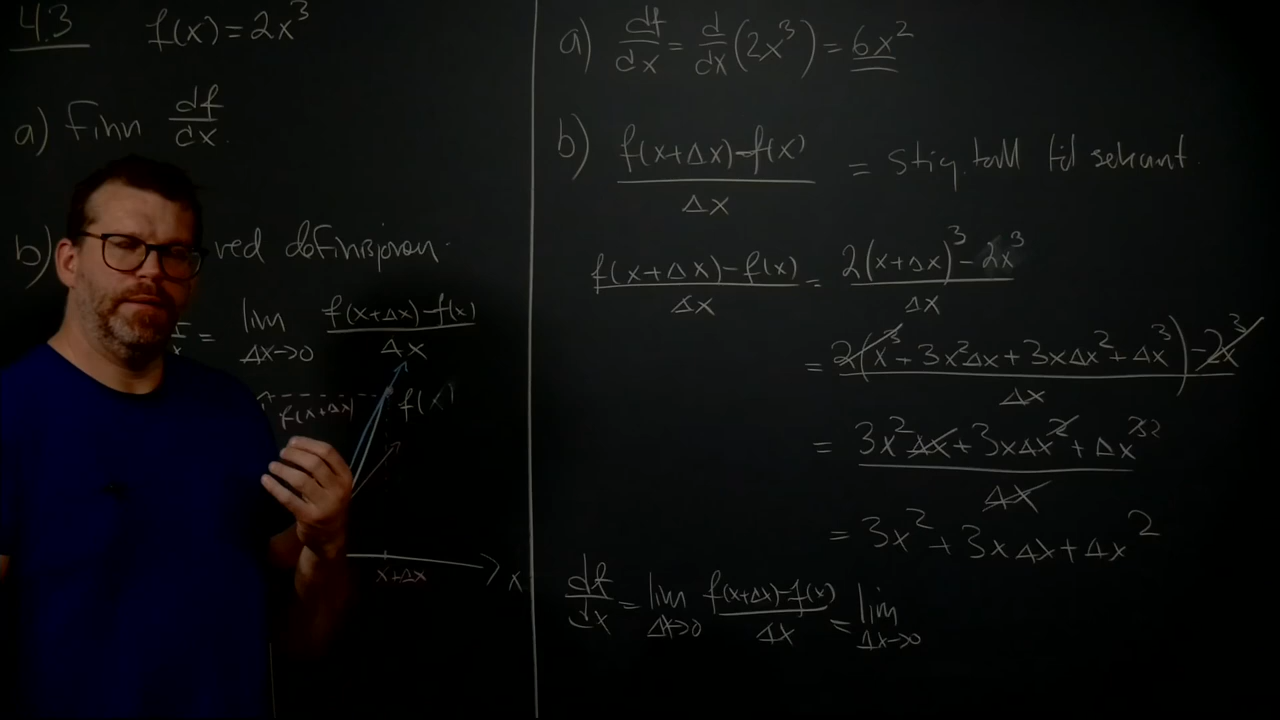 4.3 f(x) = 2x³
a) Finn df/dx.
b) ved definisjonen.
= lim Δx→0 (f(x+Δx)-f(x))/Δx
f(x+Δx) f(x)
x+Δx x
a) df/dx = d/dx (2x³) = 6x²
b) (f(x+Δx)-f(x))/Δx = stig.tall til sekant.
(f(x+Δx)-f(x))/Δx = (2(x+Δx)³-2x³)/Δx
= (2(x³+3x²Δx+3xΔx²+Δx³)-2x³)/Δx
= (3x²Δx+3xΔx²+Δx³²)/Δx
= 3x²+3xΔx+Δx²
df/dx = lim Δx→0 (f(x+Δx)-f(x))/Δx = lim Δx→0